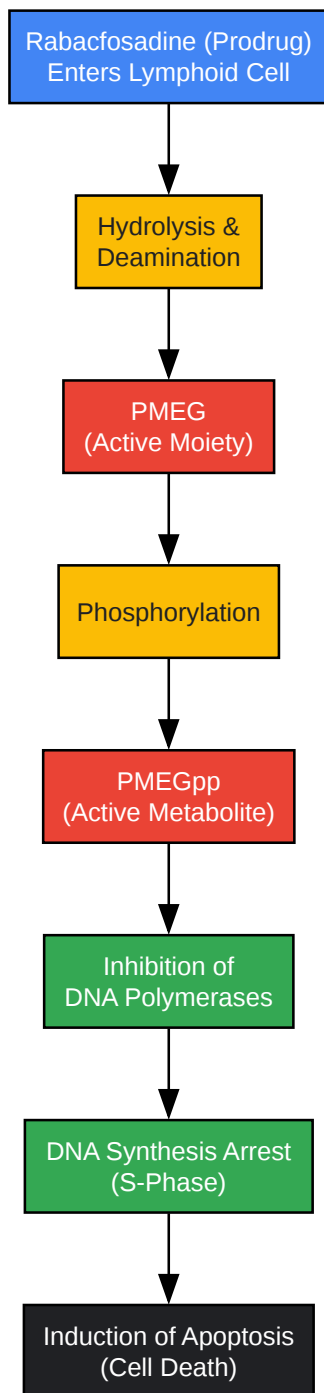 Rabacfosadine (Prodrug)
Enters Lymphoid Cell
Hydrolysis &
Deamination
PMEG
(Active Moiety)
Phosphorylation
PMEGpp
(Active Metabolite)
Inhibition of
DNA Polymerases
DNA Synthesis Arrest
(S-Phase)
Induction of Apoptosis
(Cell Death)